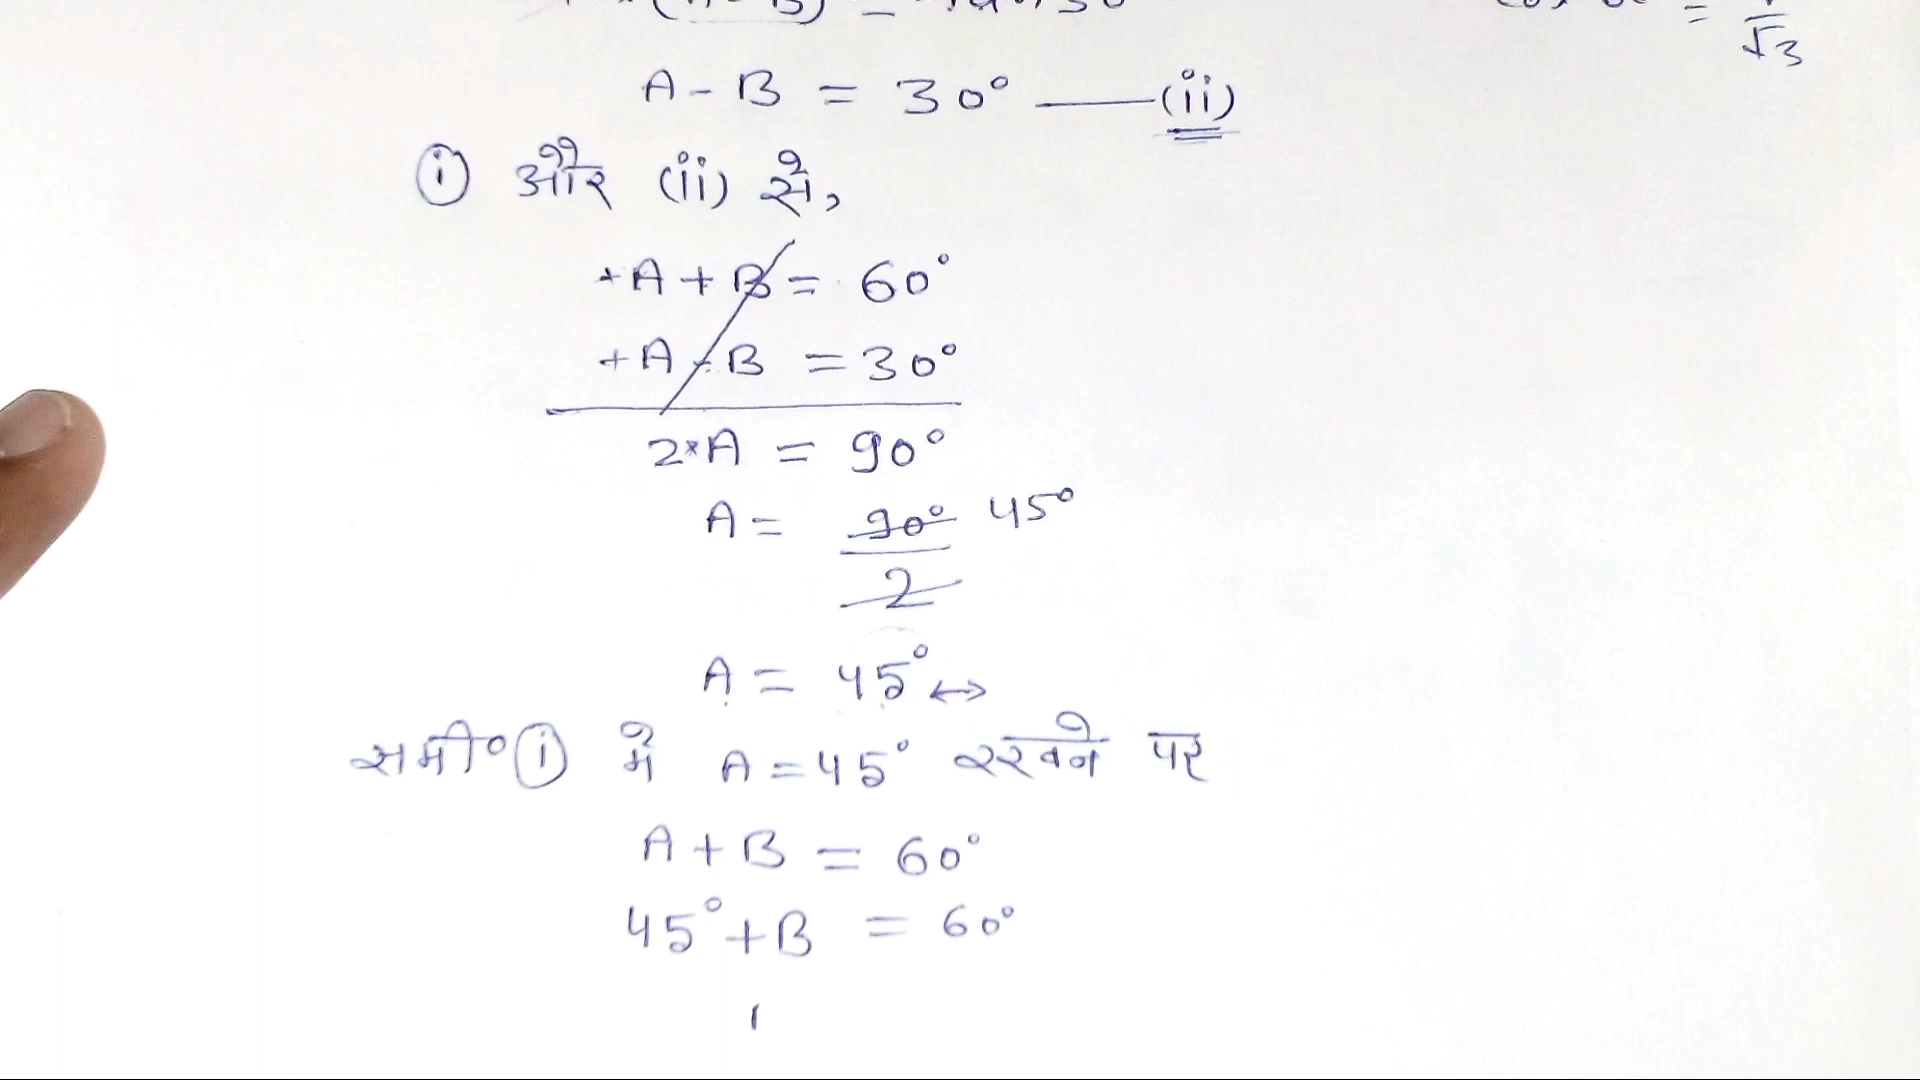 A - B = 30° —— (ii)
(i) और (ii) से,
+A + B = 60°
+A - B = 30°
2×A = 90°
A = 90°/2 45°
A = 45° ↔
समी० (i) में A = 45° रखने पर
A + B = 60°
45° + B = 60°